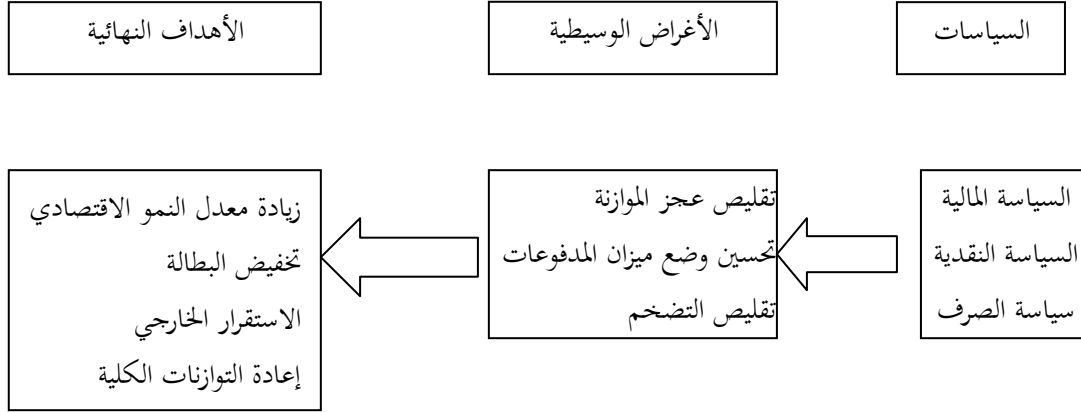 السياسات
الأغراض الوسيطية
الأهداف النهائية
السياسة المالية
السياسة النقدية
سياسة الصرف
تقليص عجز الموازنة
تحسين وضع ميزان المدفوعات
تقليص التضخم
زيادة معدل النمو الاقتصادي
تخفيض البطالة
الاستقرار الخارجي
إعادة التوازنات الكلية